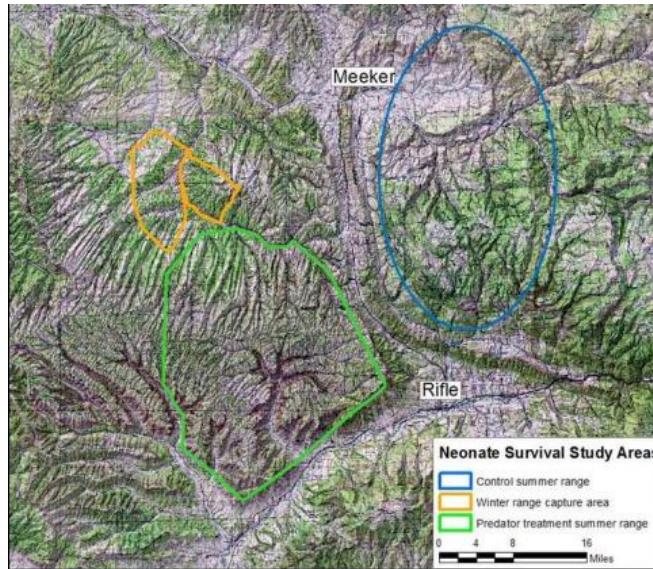 Meeker
Rifle
Neonate Survival Study Areas
Control summer range
Winter range capture area
Predator treatment summer range
0 2 4 8 16
Miles